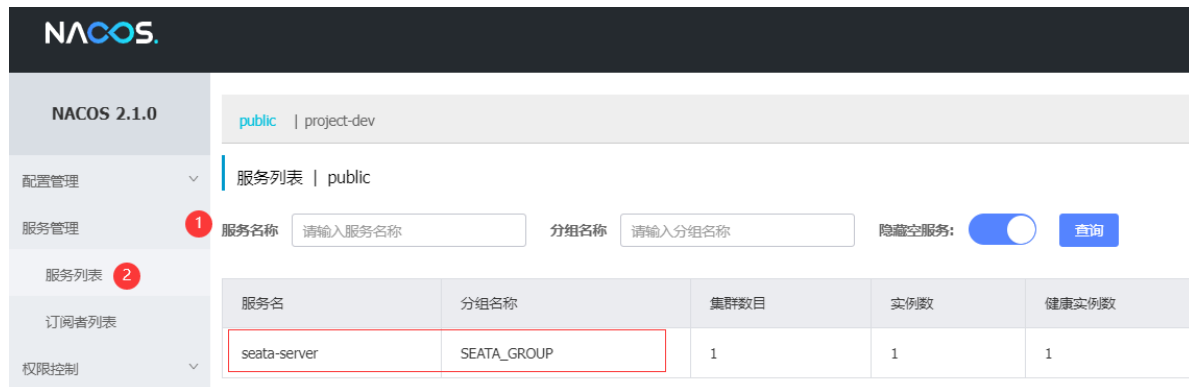 NACOS.
NACOS 2.1.0
public | project-dev
配置管理
服务列表 | public
服务管理
1
服务名称 请输入服务名称 分组名称 请输入分组名称 隐藏空服务: 查询
服务列表 2
服务名 分组名称 集群数目 实例数 健康实例数
订阅者列表
seata-server SEATA_GROUP 1 1 1
权限控制